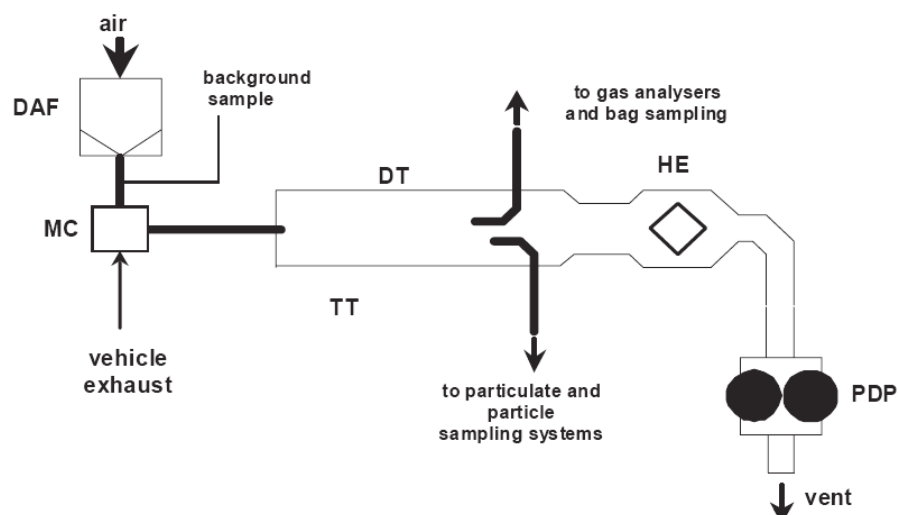 air
background
sample
DAF
to gas analysers
and bag sampling
DT
HE
MC
TT
vehicle
exhaust
to particulate and
particle
sampling systems
PDP
vent